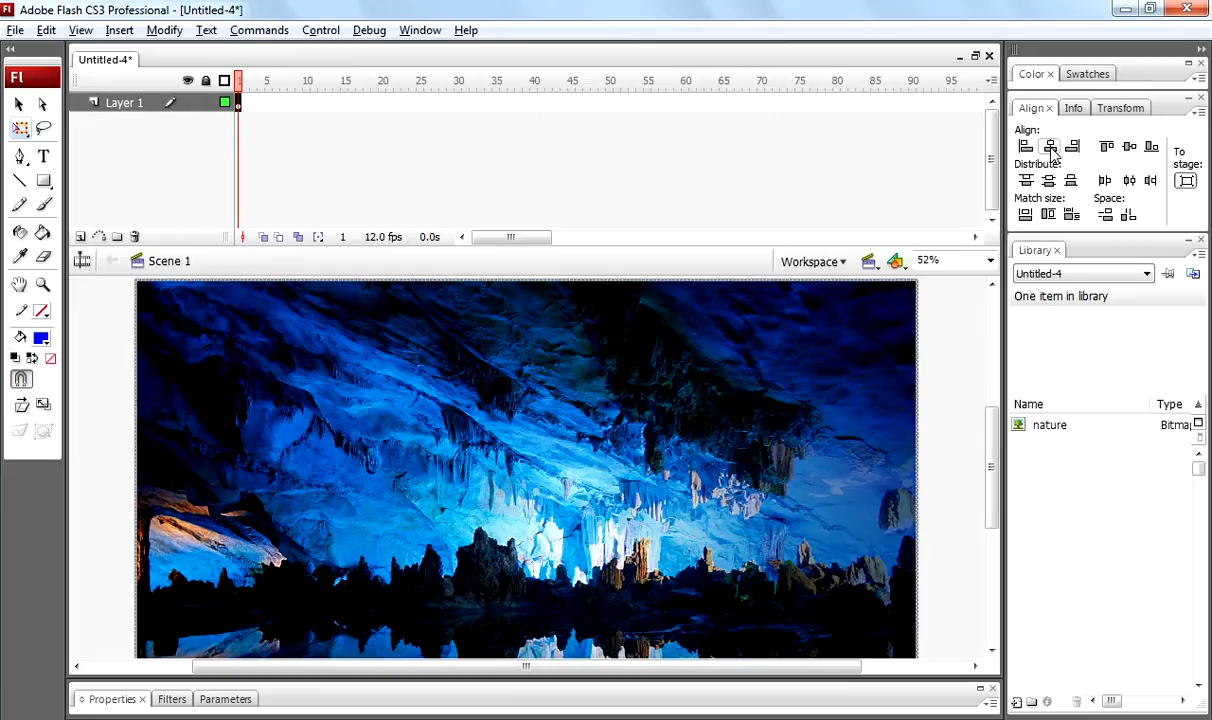 Fl Adobe Flash CS3 Professional - [Untitled-4*]
File Edit View Insert Modify Text Commands Control Debug Window Help
Fl
T
Untitled-4*
5 10 15 20 25 30 35 40 45 50 55 60 65 70 75 80 85 90 95
Layer 1
1 12.0 fps 0.0s
Scene 1 Workspace 52%
Properties Filters Parameters
Color Swatches
Align Info Transform
Align:
To stage:
Distribute:
Match size: Space:
Library
Untitled-4
One item in library
Name Type
nature Bitma